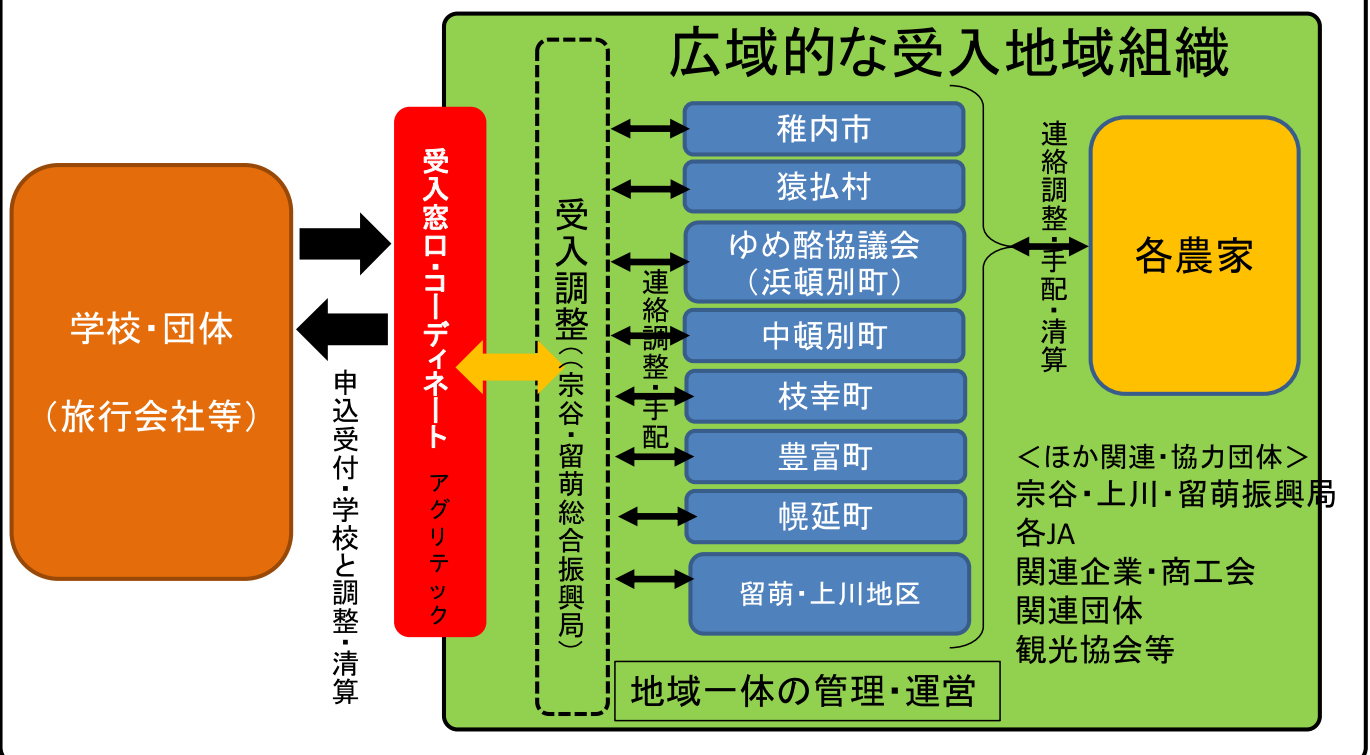 広域的な受入地域組織
学校・団体
（旅行会社等）
申込受付・学校と調整・清算
受入窓口・コーディネート アグリテック
受入調整（（宗谷・留萌総合振興局）
連絡調整・手配
稚内市
猿払村
ゆめ酪協議会
（浜頓別町）
中頓別町
枝幸町
豊富町
幌延町
留萌・上川地区
連絡調整・手配・清算
各農家
＜ほか関連・協力団体＞
宗谷・上川・留萌振興局
各JA
関連企業・商工会
関連団体
観光協会等
地域一体の管理・運営